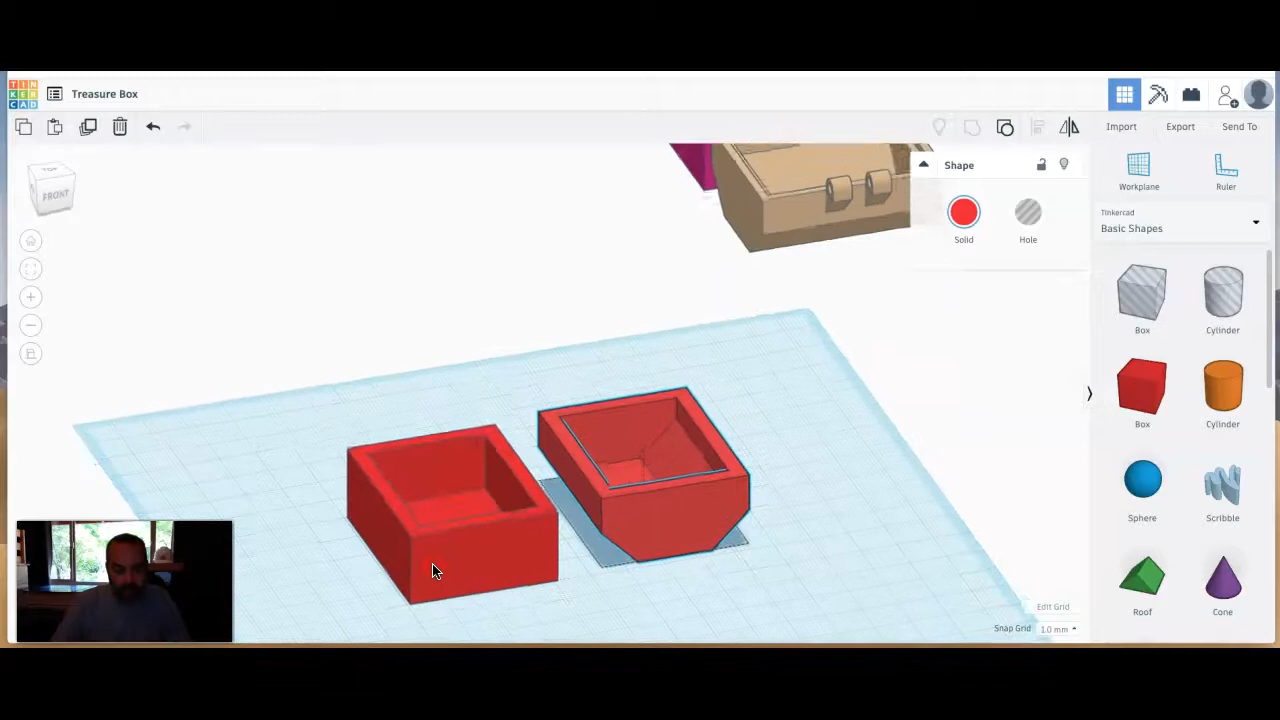 TIN
KER
CAD
Treasure Box
Import
Export
Send To
TOP
FRONT
Shape
Solid
Hole
Workplane
Ruler
Tinkercad
Basic Shapes
Box
Cylinder
Box
Cylinder
Sphere
Scribble
Roof
Cone
Edit Grid
Snap Grid 1.0 mm